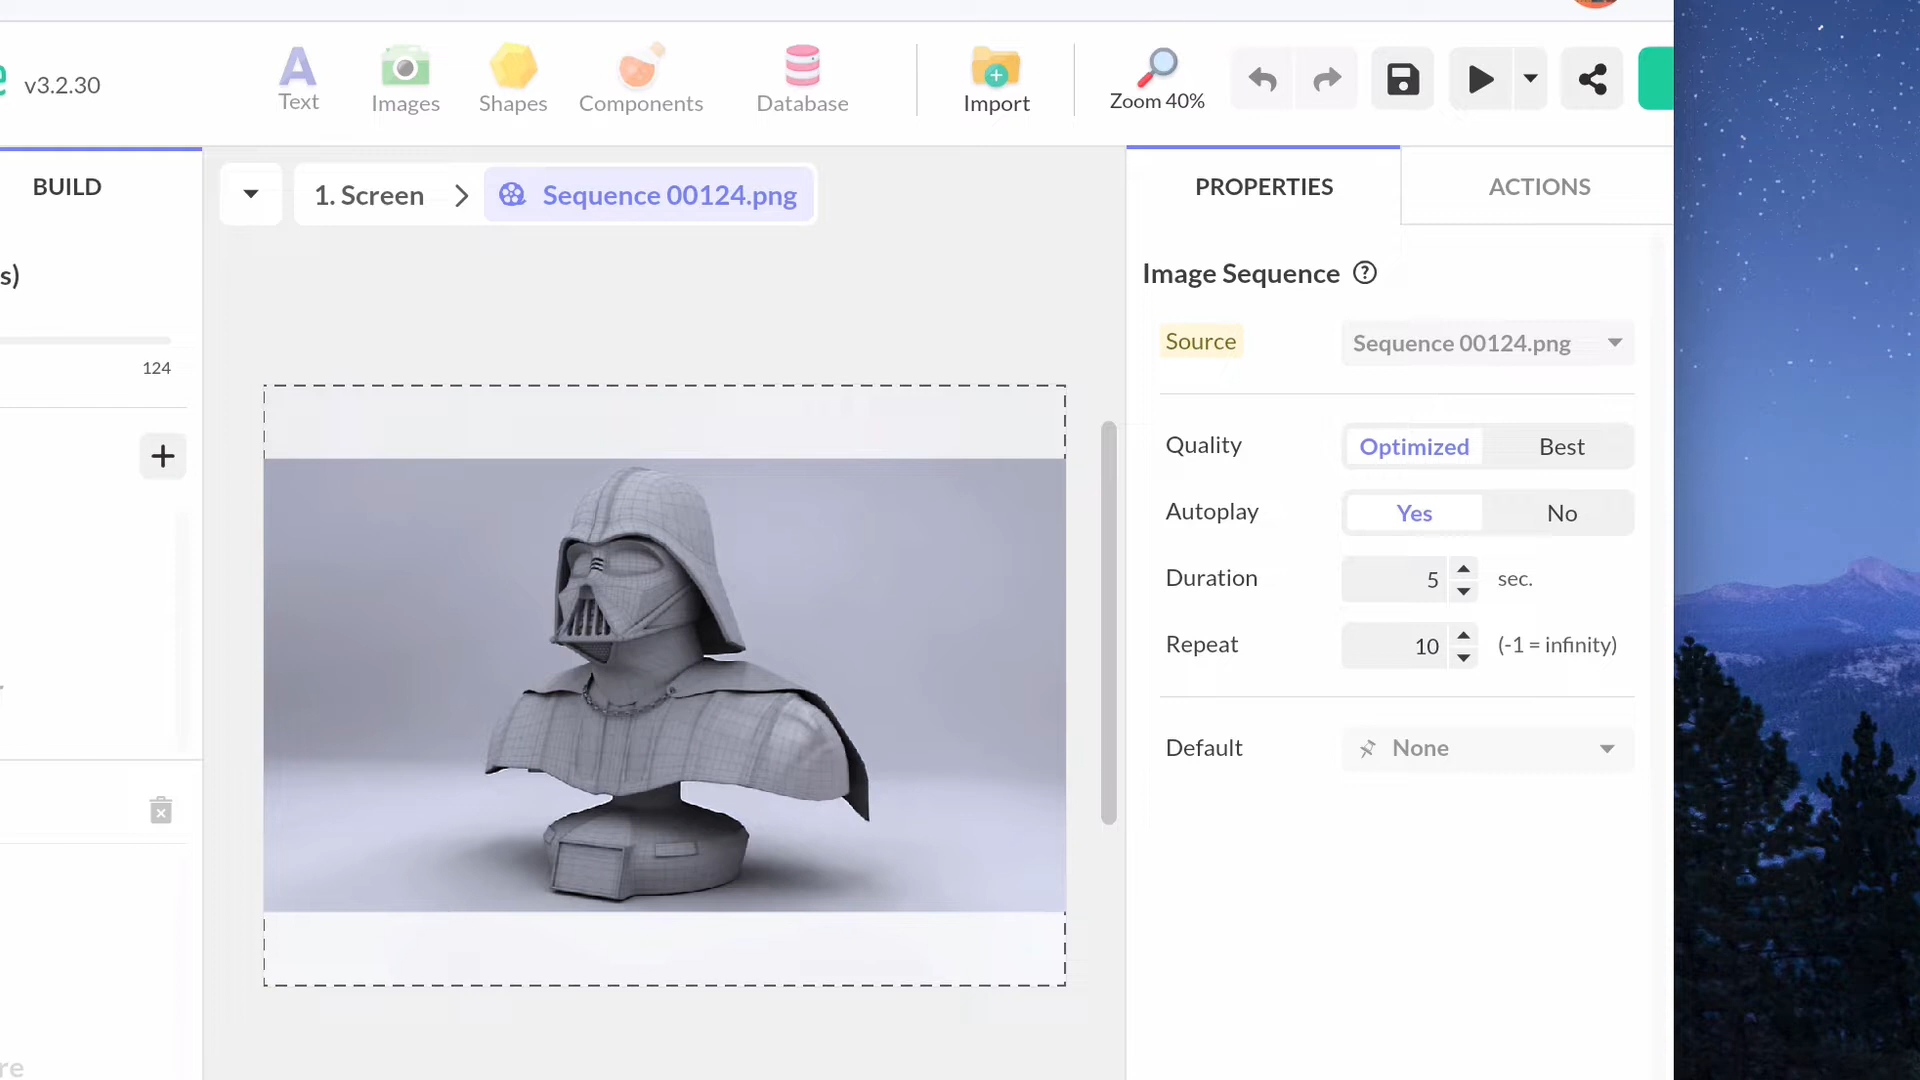 e v3.2.30
Text
Images
Shapes
Components
Database
Import
Zoom 40%
BUILD
1. Screen
Sequence 00124.png
PROPERTIES
ACTIONS
s)
124
Image Sequence ?
Source
Sequence 00124.png
Quality
Optimized
Best
Autoplay
Yes
No
Duration
5
sec.
Repeat
10
(-1 = infinity)
Default
None
re